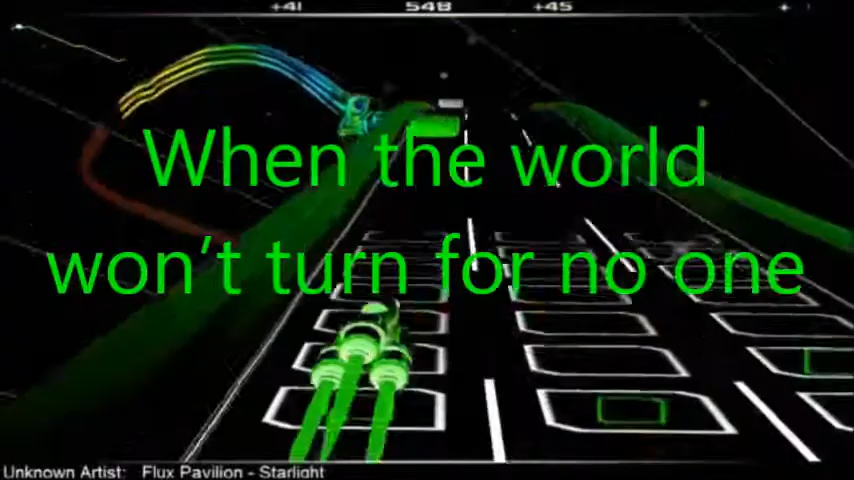 +41 548 +45
When the world
won't turn for no one
Unknown Artist: Flux Pavilion - Starlight